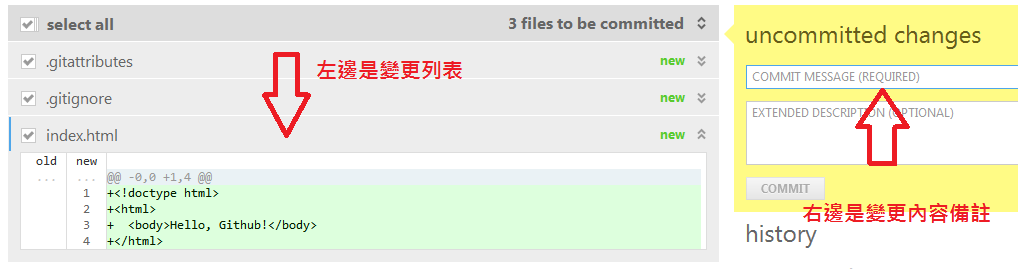 select all 3 files to be committed
.gitattributes new
左邊是變更列表
.gitignore new
index.html new
old new
... ... @@ -0,0 +1,4 @@
1 +<!doctype html>
2 +<html>
3 +  <body>Hello, Github!</body>
4 +</html>
uncommitted changes
COMMIT MESSAGE (REQUIRED)
EXTENDED DESCRIPTION (OPTIONAL)
COMMIT
右邊是變更內容備註
history